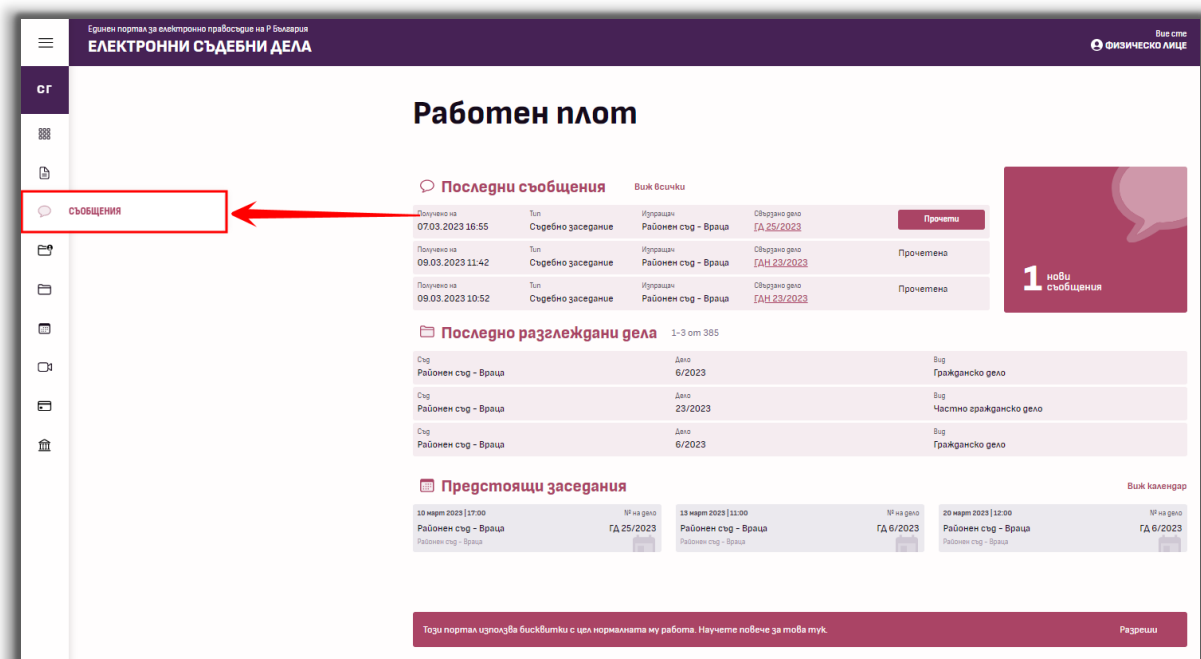 Единен портал за електронно правосъдие на Р България
ЕЛЕКТРОННИ СЪДЕБНИ ДЕЛА
Вие сте
ФИЗИЧЕСКО ЛИЦЕ
СГ
СЪОБЩЕНИЯ
Работен плот
Последни съобщения Виж всички
Получено на Тип Изпращач Свързано дело
07.03.2023 16:55 Съдебно заседание Районен съд - Враца ГД 25/2023 Прочети
Получено на Тип Изпращач Свързано дело
09.03.2023 11:42 Съдебно заседание Районен съд - Враца ГДН 23/2023 Прочетена
Получено на Тип Изпращач Свързано дело
09.03.2023 10:52 Съдебно заседание Районен съд - Враца ГДН 23/2023 Прочетена
1 нови
съобщения
Последно разглеждани дела 1-3 от 385
Съд Дело Вид
Районен съд - Враца 6/2023 Гражданско дело
Съд Дело Вид
Районен съд - Враца 23/2023 Частно гражданско дело
Съд Дело Вид
Районен съд - Враца 6/2023 Гражданско дело
Предстоящи заседания Виж календар
10 март 2023 | 17:00 № на дело
Районен съд - Враца ГД 25/2023
Районен съд - Враца
13 март 2023 | 11:00 № на дело
Районен съд - Враца ГД 6/2023
Районен съд - Враца
20 март 2023 | 12:00 № на дело
Районен съд - Враца ГД 6/2023
Районен съд - Враца
Този портал използва бисквитки с цел нормалната му работа. Научете повече за това тук. Разреши